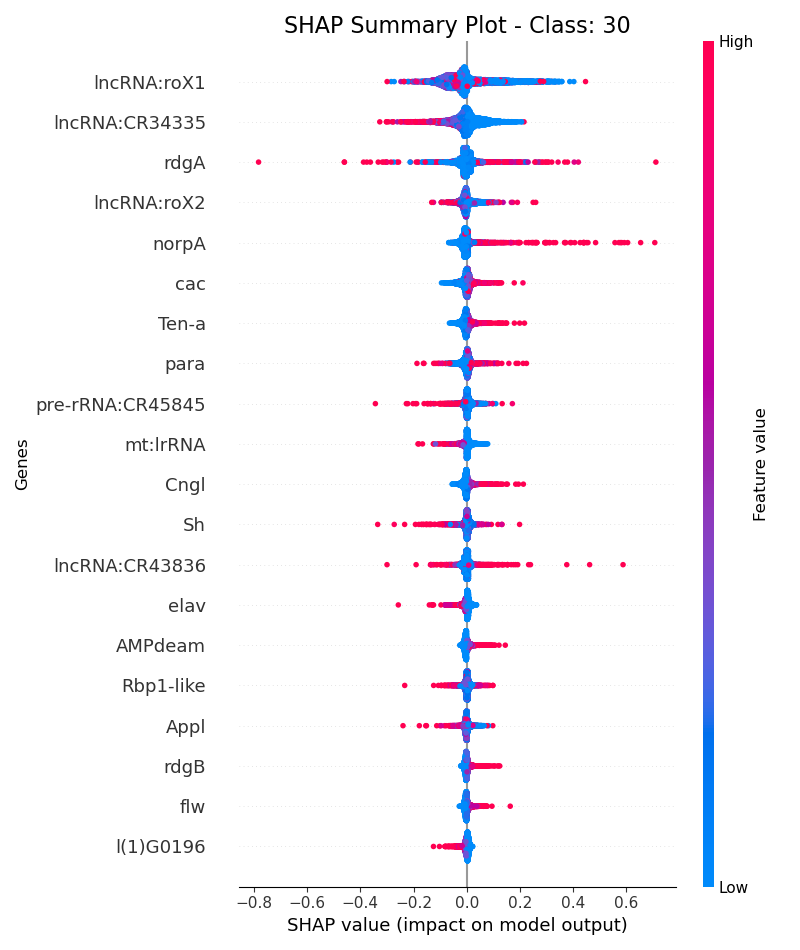 SHAP Summary Plot - Class: 30
High
lncRNA:roX1
lncRNA:CR34335
rdgA
lncRNA:roX2
norpA
cac
Ten-a
para
pre-rRNA:CR45845
mt:lrRNA
Cngl
Sh
lncRNA:CR43836
elav
AMPdeam
Rbp1-like
Appl
rdgB
flw
l(1)G0196
Genes
Feature value
Low
−0.8 −0.6 −0.4 −0.2 0.0 0.2 0.4 0.6
SHAP value (impact on model output)